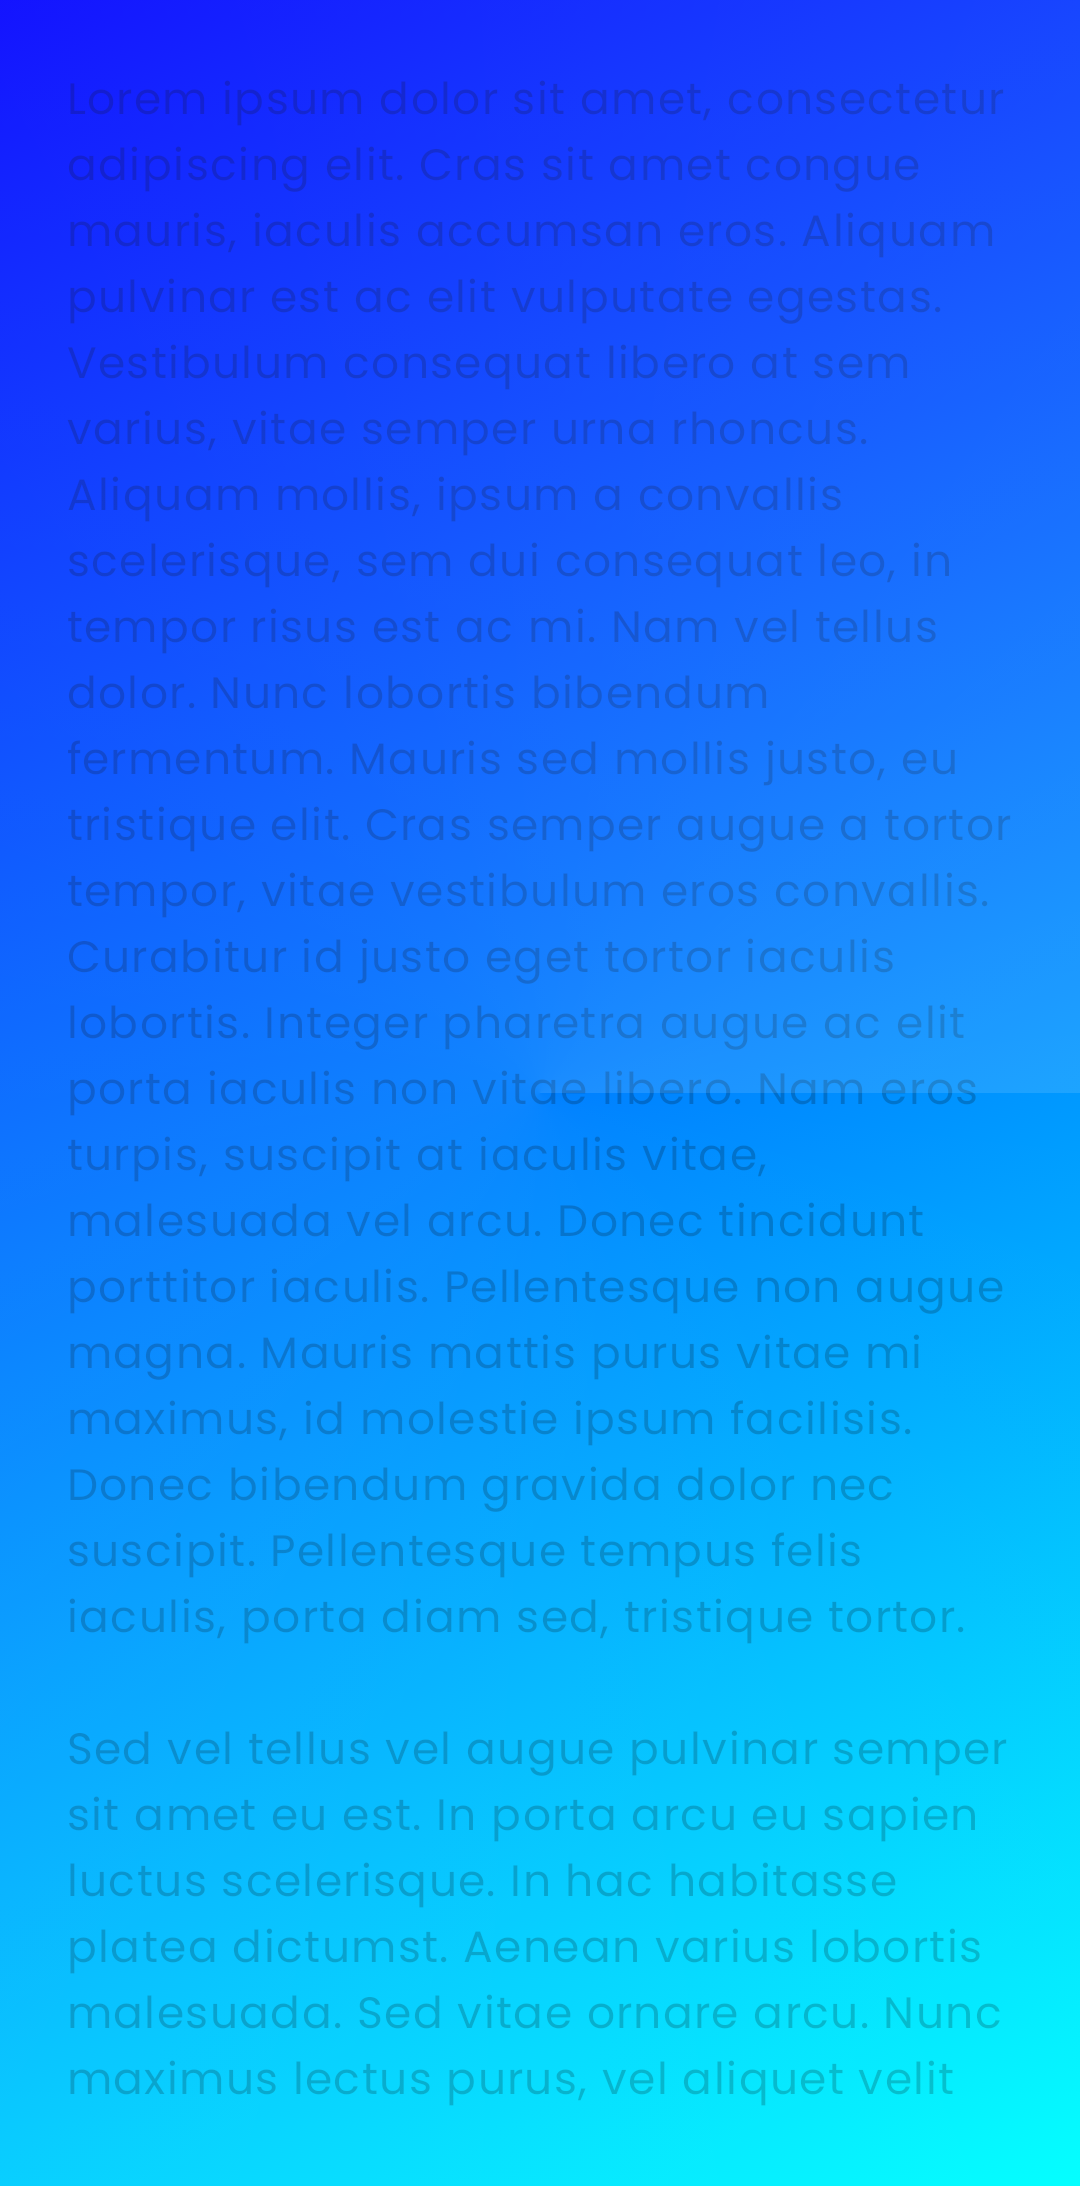 Lorem ipsum dolor sit amet, consectetur
adipiscing elit. Cras sit amet congue
mauris, iaculis accumsan eros. Aliquam
pulvinar est ac elit vulputate egestas.
Vestibulum consequat libero at sem
varius, vitae semper urna rhoncus.
Aliquam mollis, ipsum a convallis
scelerisque, sem dui consequat leo, in
tempor risus est ac mi. Nam vel tellus
dolor. Nunc lobortis bibendum
fermentum. Mauris sed mollis justo, eu
tristique elit. Cras semper augue a tortor
tempor, vitae vestibulum eros convallis.
Curabitur id justo eget tortor iaculis
lobortis. Integer pharetra augue ac elit
porta iaculis non vitae libero. Nam eros
turpis, suscipit at iaculis vitae,
malesuada vel arcu. Donec tincidunt
porttitor iaculis. Pellentesque non augue
magna. Mauris mattis purus vitae mi
maximus, id molestie ipsum facilisis.
Donec bibendum gravida dolor nec
suscipit. Pellentesque tempus felis
iaculis, porta diam sed, tristique tortor.
Sed vel tellus vel augue pulvinar semper
sit amet eu est. In porta arcu eu sapien
luctus scelerisque. In hac habitasse
platea dictumst. Aenean varius lobortis
malesuada. Sed vitae ornare arcu. Nunc
maximus lectus purus, vel aliquet velit